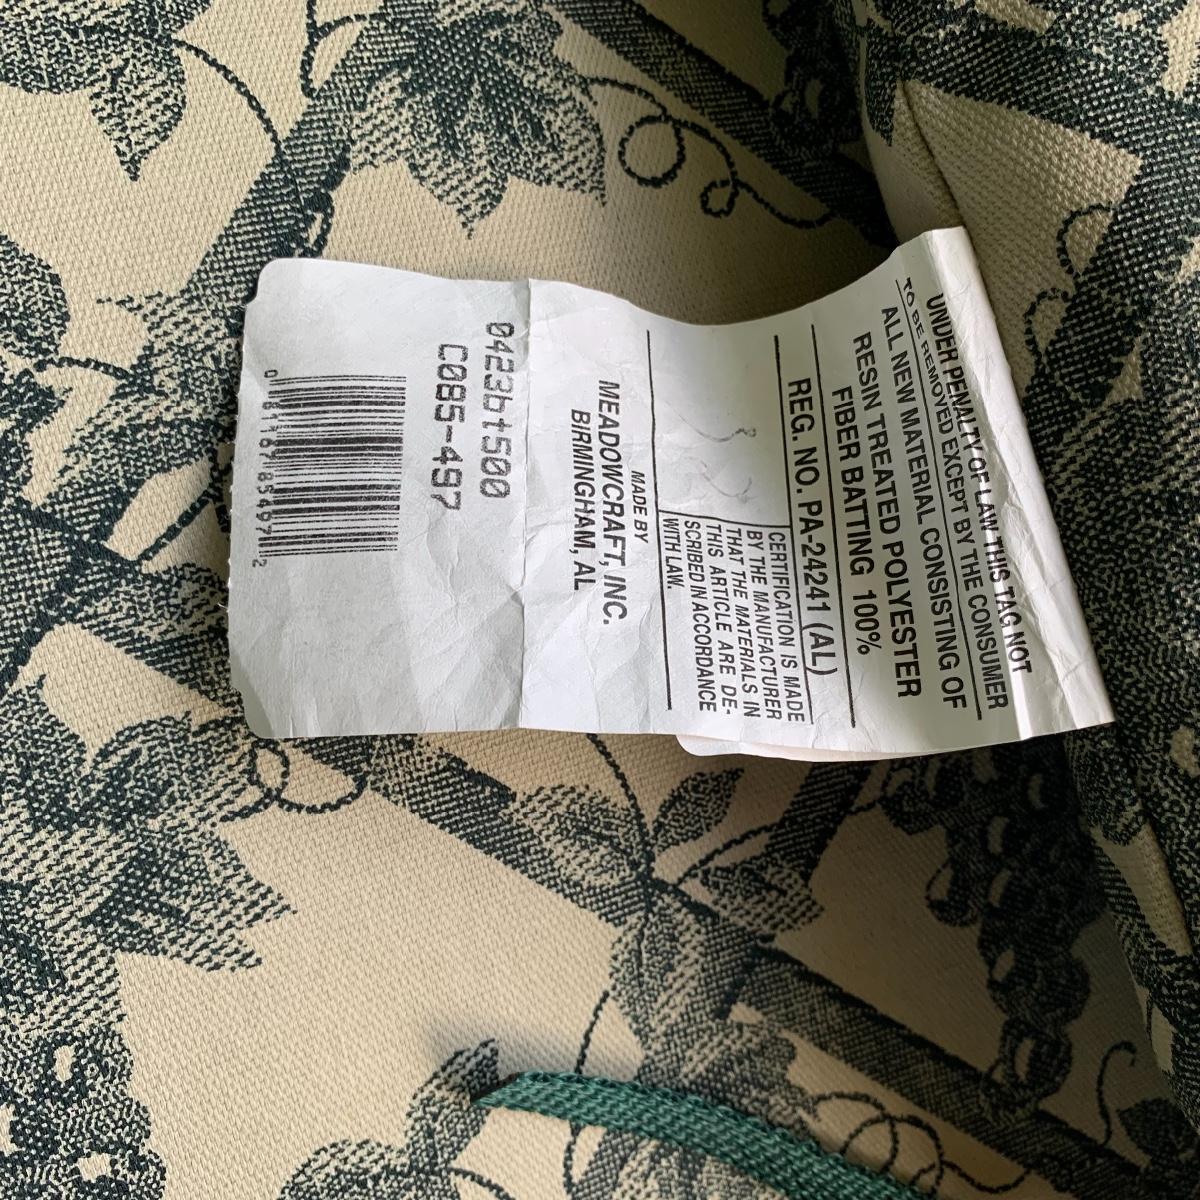 UNDER PENALTY OF LAW THIS TAG NOT
TO BE REMOVED EXCEPT BY THE CONSUMER
ALL NEW MATERIAL CONSISTING OF
RESIN TREATED POLYESTER
FIBER BATTING 100%
REG. NO. PA-24241 (AL)
CERTIFICATION IS MADE
BY THE MANUFACTURER
THAT THE MATERIALS IN
THIS ARTICLE ARE DE-
SCRIBED IN ACCORDANCE
WITH LAW.
MADE BY
MEADOWCRAFT, INC.
BIRMINGHAM, AL
0423bt500
C085-497